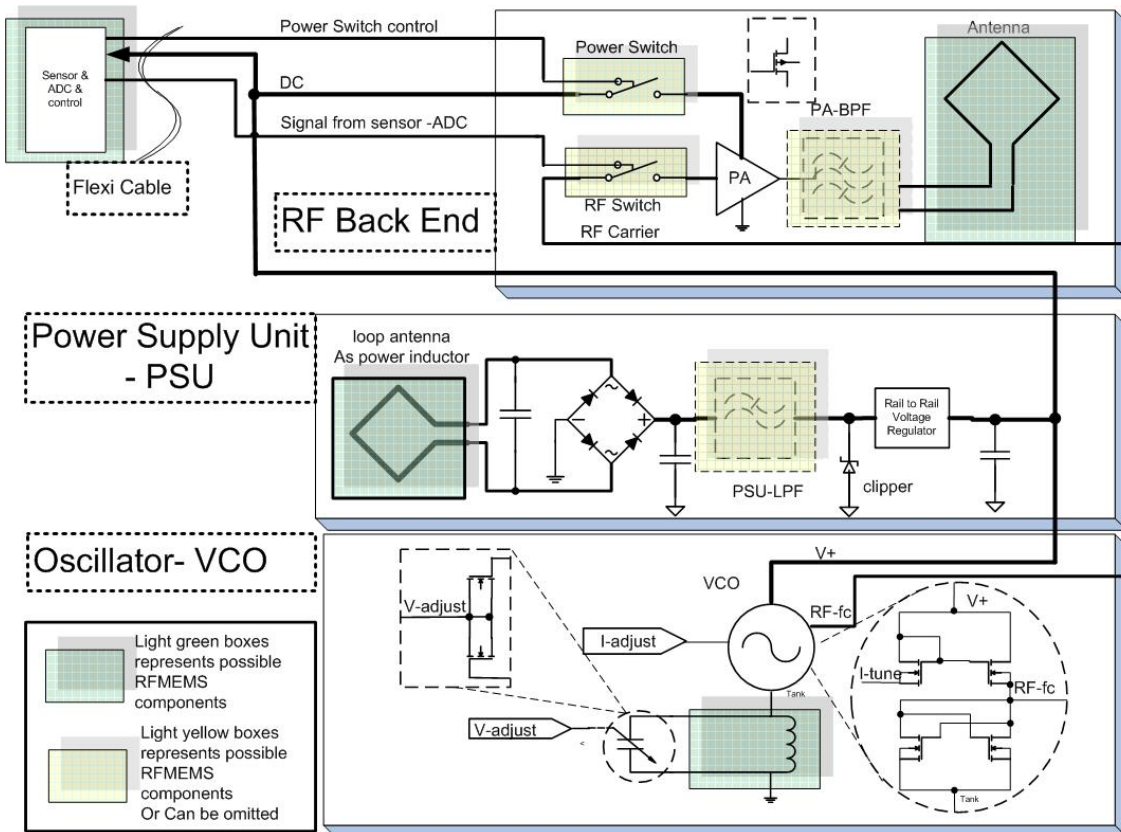 Power Switch control
Antenna
Power Switch
Sensor &
ADC &
control
DC
PA-BPF
Signal from sensor -ADC
PA
Flexi Cable
RF Back End
RF Switch
RF Carrier
Power Supply Unit
- PSU
loop antenna
As power inductor
~
-
+
~
Rail to Rail
Voltage
Regulator
PSU-LPF
clipper
Oscillator- VCO
V+
VCO
V-adjust
RF-fc
V+
I-adjust
I-tune
RF-fc
Tank
V-adjust
<
Tank
Light green boxes
represents possible
RFMEMS
components
Light yellow boxes
represents possible
RFMEMS
components
Or Can be omitted